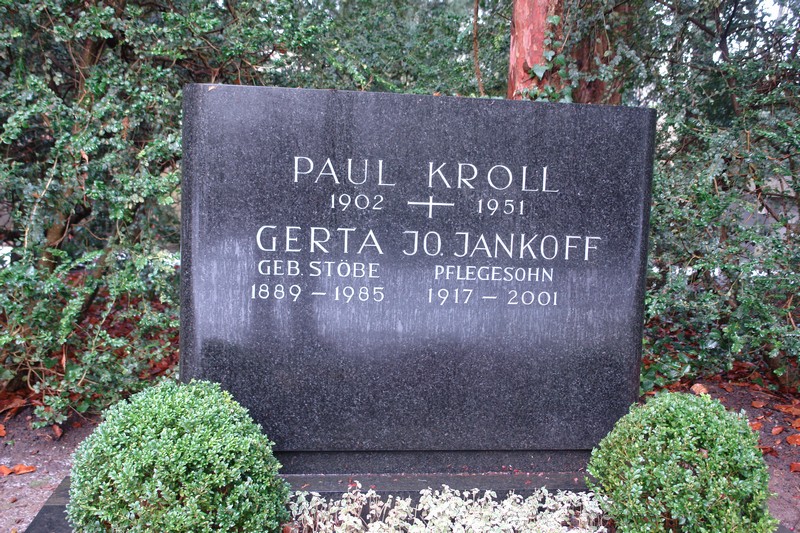 PAUL KROLL
1902 1951
GERTA JO. JANKOFF
GEB. STÖBE PFLEGESOHN
1889 – 1985 1917 – 2001